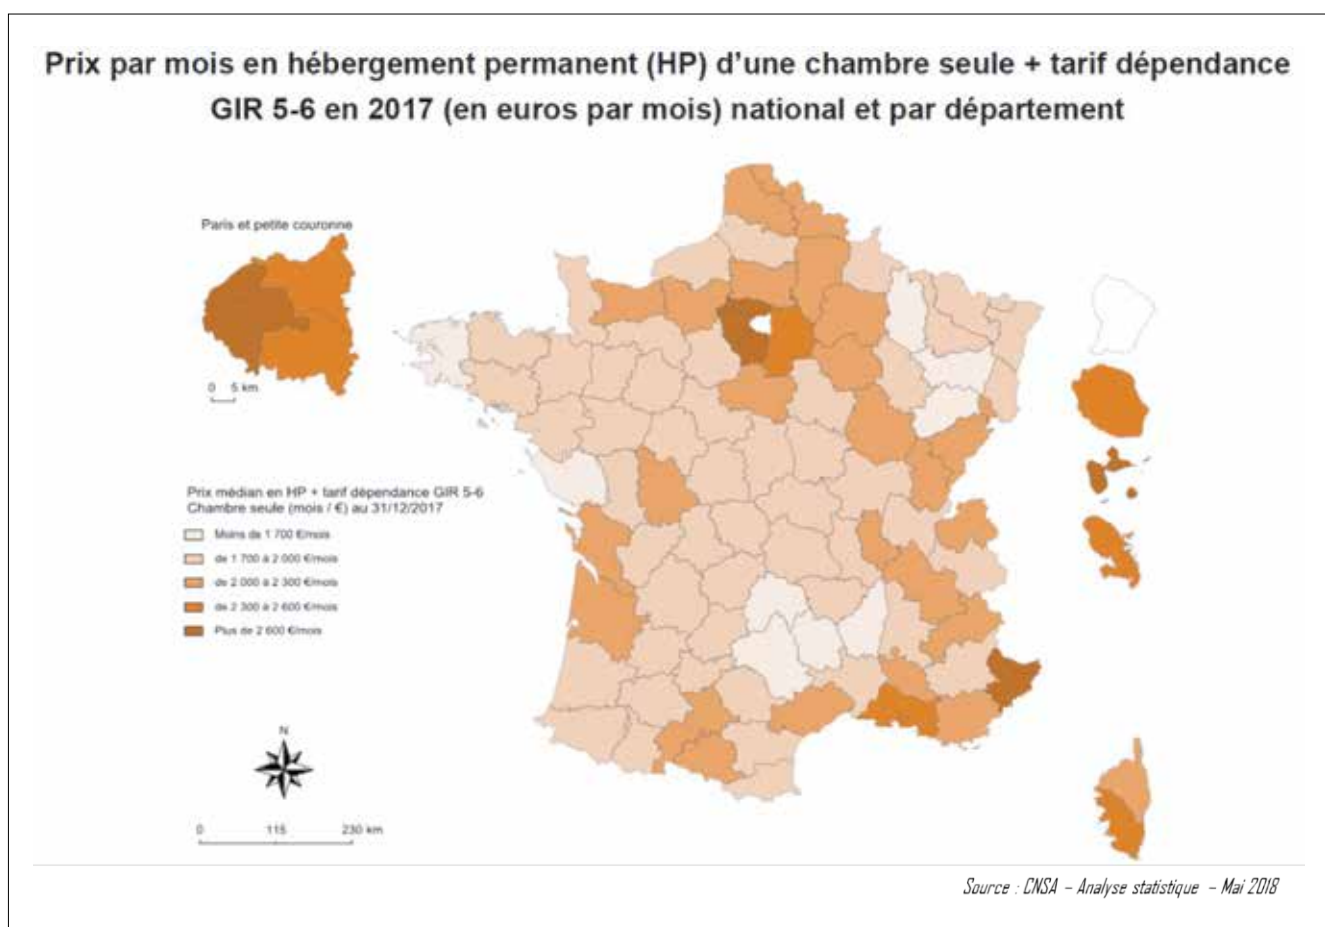 Prix par mois en hébergement permanent (HP) d'une chambre seule + tarif dépendance
GIR 5-6 en 2017 (en euros par mois) national et par département
Paris et petite couronne
0 5 km
Prix médian en HP + tarif dépendance GIR 5-6
Chambre seule (mois / €) au 31/12/2017
Moins de 1 700 €/mois
de 1 700 à 2 000 €/mois
de 2 000 à 2 300 €/mois
de 2 300 à 2 600 €/mois
Plus de 2 600 €/mois
N
0 115 230 km
Source : CNSA – Analyse statistique – Mai 2018